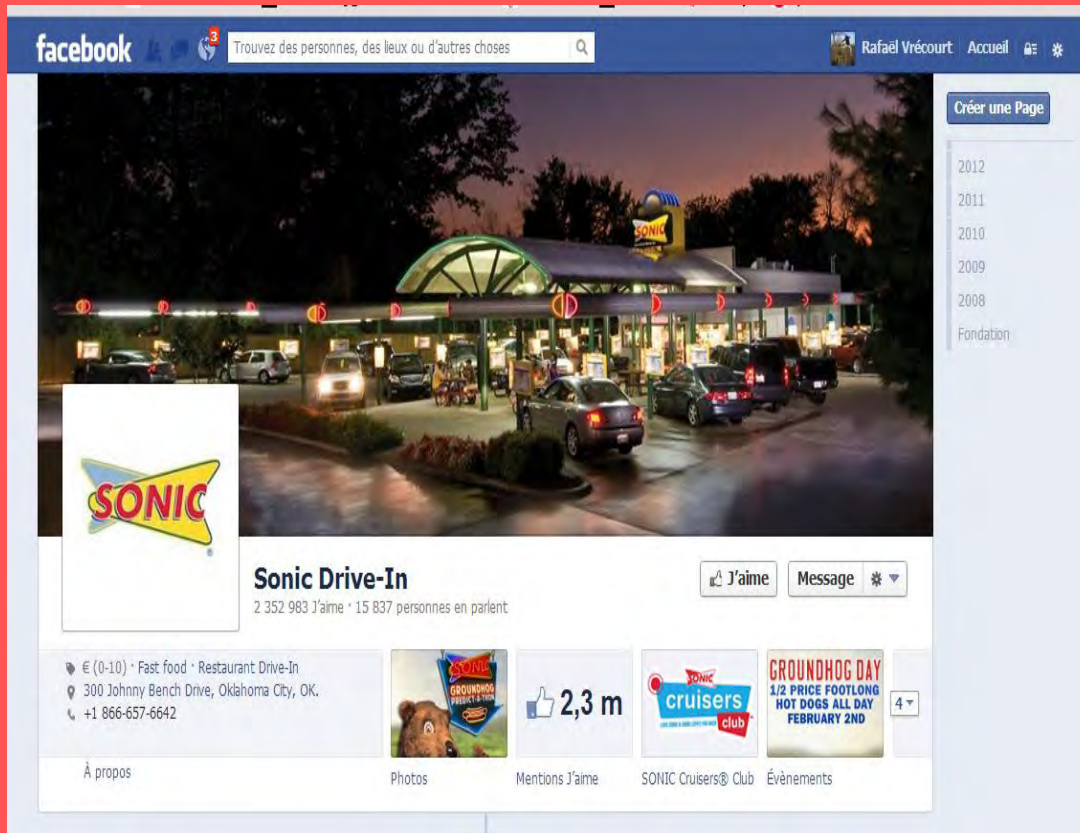 facebook
3
Trouvez des personnes, des lieux ou d'autres choses
Rafaël Vrécourt Accueil
Créer une Page
2012
2011
2010
2009
2008
Fondation
SONIC
SONIC
®
Sonic Drive-In
2 352 983 J'aime · 15 837 personnes en parlent
J'aime
Message
€ (0-10) · Fast food · Restaurant Drive-In
300 Johnny Bench Drive, Oklahoma City, OK.
+1 866-657-6642
À propos
SONIC
GROUNDHOG
PREDICT-A-THON
Photos
2,3 m
Mentions J'aime
SONIC
cruisers
club
SONIC Cruisers® Club
GROUNDHOG DAY
1/2 PRICE FOOTLONG
HOT DOGS ALL DAY
FEBRUARY 2ND
Évènements
4